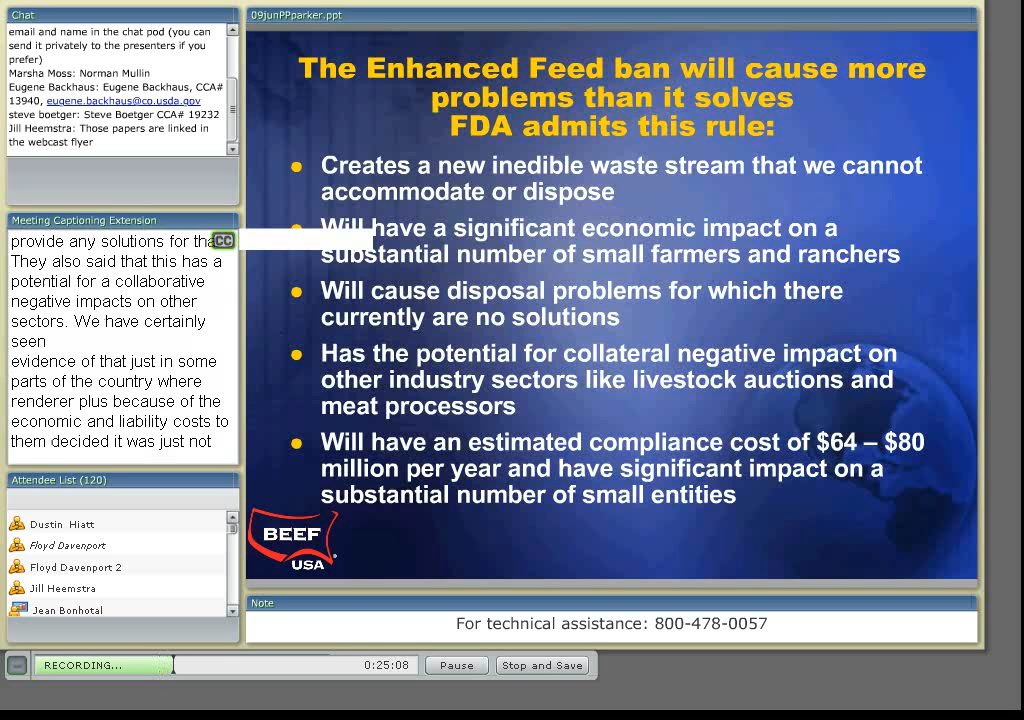 Chat
email and name in the chat pod (you can
send it privately to the presenters if you
prefer)
Marsha Moss: Norman Mullin
Eugene Backhaus: Eugene Backhaus, CCA#
13940, eugene.backhaus@co.usda.gov
steve boetger: Steve Boetger CCA# 19232
Jill Heemstra: Those papers are linked in
the webcast flyer
Meeting Captioning Extension
provide any solutions for tha
CC
They also said that this has a
potential for a collaborative
negative impacts on other
sectors. We have certainly
seen
evidence of that just in some
parts of the country where
renderer plus because of the
economic and liability costs to
them decided it was just not
Attendee List (120)
Dustin Hiatt
Floyd Davenport
Floyd Davenport 2
Jill Heemstra
Jean Bonhotal
09junPPparker.ppt
The Enhanced Feed ban will cause more
problems than it solves
FDA admits this rule:
• Creates a new inedible waste stream that we cannot
accommodate or dispose
• Will have a significant economic impact on a
substantial number of small farmers and ranchers
• Will cause disposal problems for which there
currently are no solutions
• Has the potential for collateral negative impact on
other industry sectors like livestock auctions and
meat processors
• Will have an estimated compliance cost of $64 – $80
million per year and have significant impact on a
substantial number of small entities
BEEF
USA
Note
For technical assistance: 800-478-0057
RECORDING...
0:25:08
Pause
Stop and Save